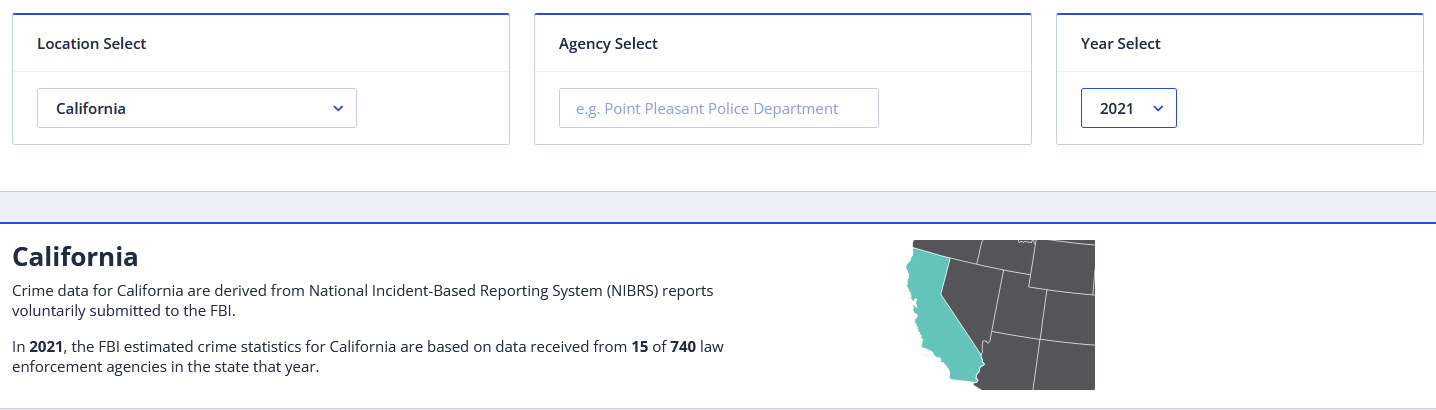 Location Select
Agency Select
Year Select
California
e.g. Point Pleasant Police Department
2021
California
Crime data for California are derived from National Incident-Based Reporting System (NIBRS) reports
voluntarily submitted to the FBI.
In 2021, the FBI estimated crime statistics for California are based on data received from 15 of 740 law
enforcement agencies in the state that year.